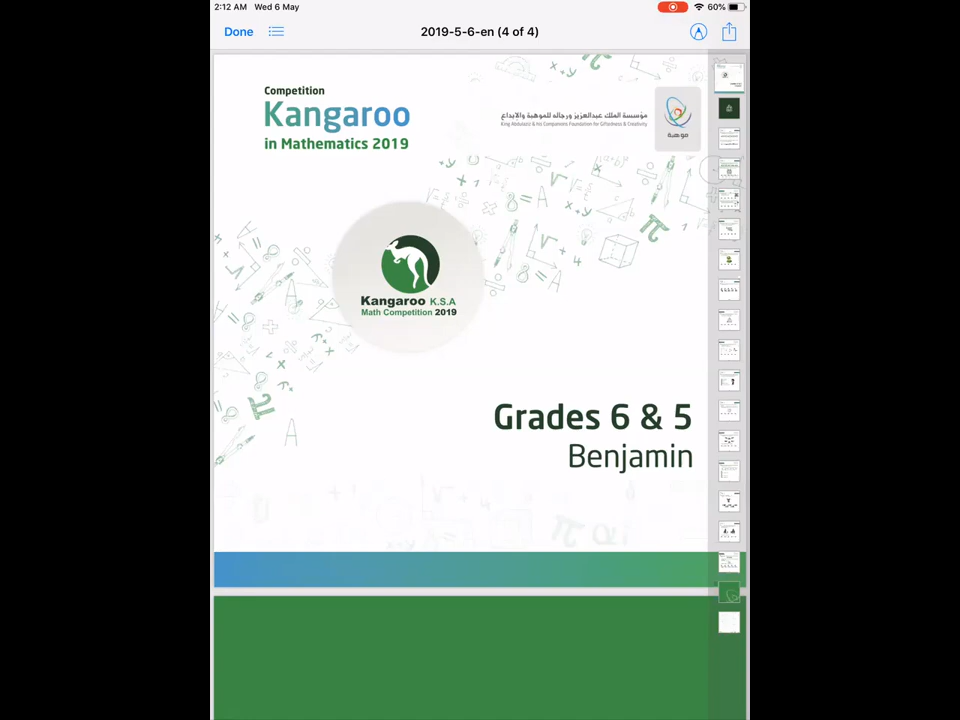 2:12 AM Wed 6 May
60%
Done
2019-5-6-en (4 of 4)
Competition
Kangaroo
in Mathematics 2019
مؤسسة الملك عبدالعزيز ورجاله للموهبة والإبداع
King Abdulaziz & his Companions Foundation for Giftedness & Creativity
موهبة
Kangaroo K.S.A
Math Competition 2019
Grades 6 & 5
Benjamin